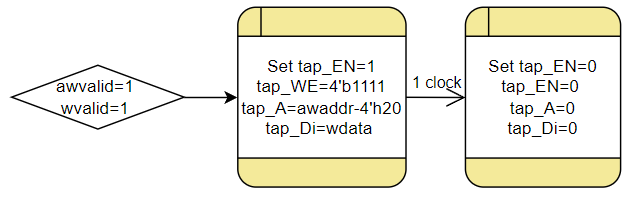 awvalid=1
wvalid=1
Set tap_EN=1
tap_WE=4'b1111
tap_A=awaddr-4'h20
tap_Di=wdata
1 clock
Set tap_EN=0
tap_EN=0
tap_A=0
tap_Di=0